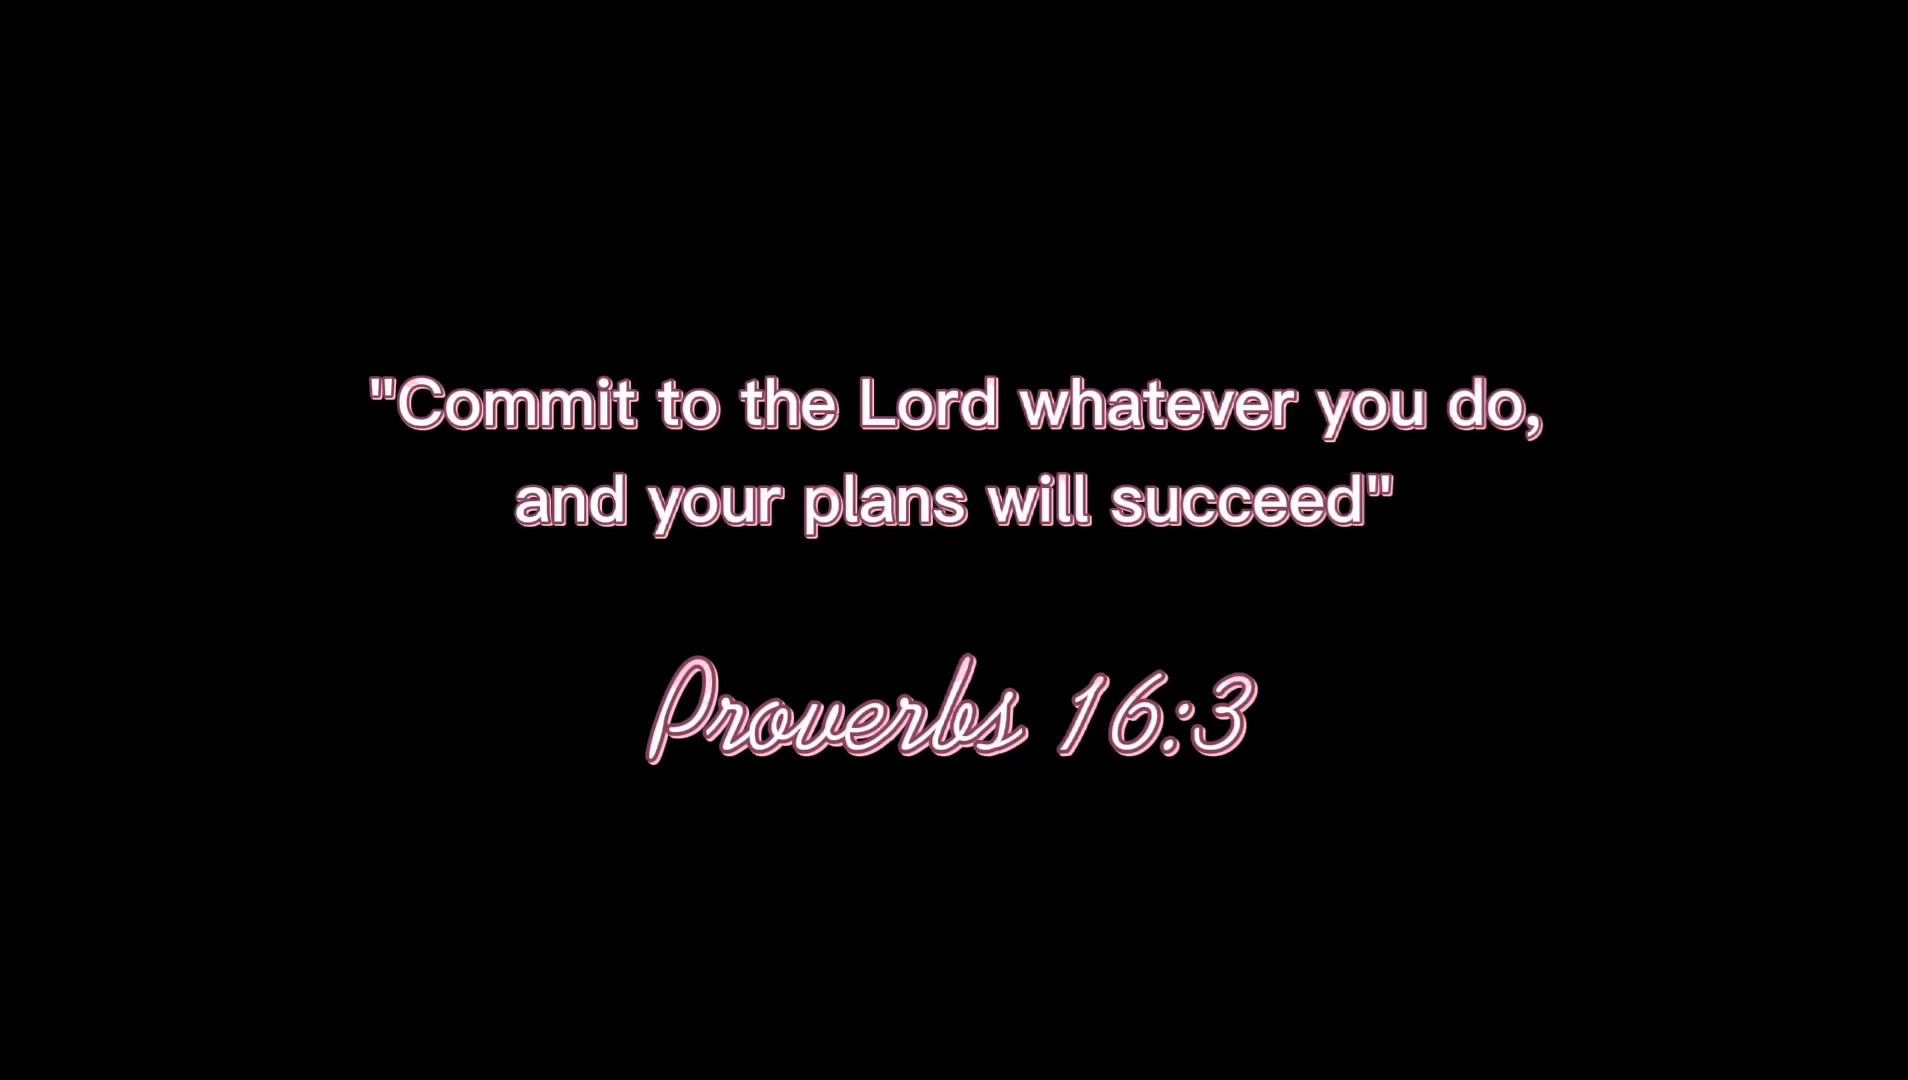 "Commit to the Lord whatever you do,
and your plans will succeed"
Proverbs 16:3